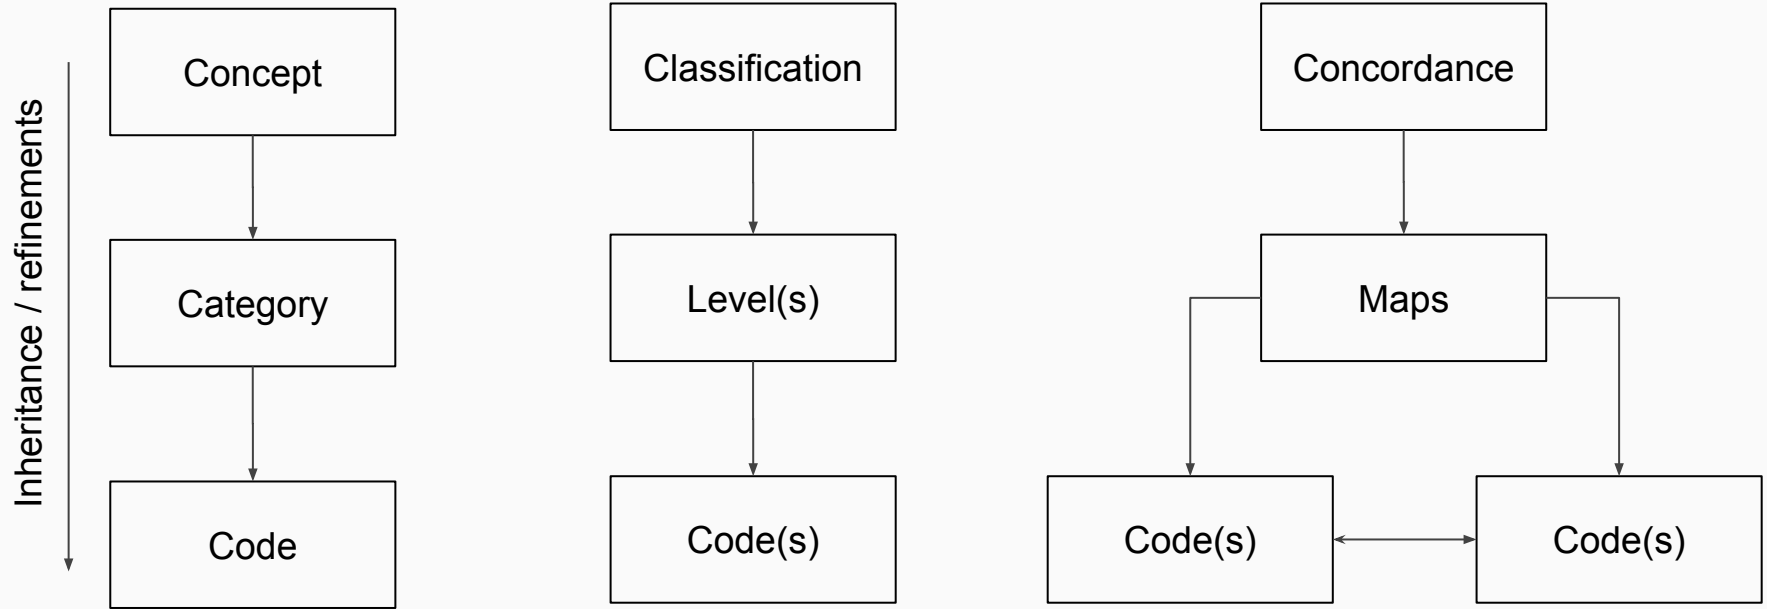 Inheritance / refinements
Concept
Category
Code
Classification
Level(s)
Code(s)
Concordance
Maps
Code(s)
Code(s)